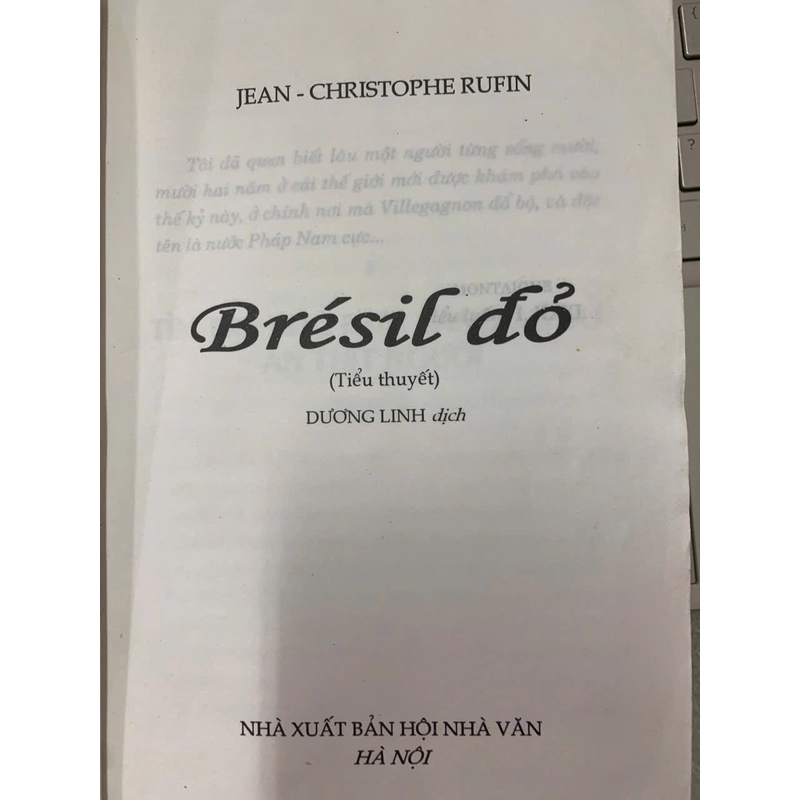 JEAN - CHRISTOPHE RUFIN
Tôi đã quen biết lâu một người từng sống mười,
mười hai năm ở cái thế giới mới được khám phá vào
thế kỷ này, ở chính nơi mà Villegagnon đổ bộ, và đặt
tên là nước Pháp Nam cực...
MONTAIGNE
Brésil đỏ
(Tiểu thuyết)
DƯƠNG LINH dịch
NHÀ XUẤT BẢN HỘI NHÀ VĂN
HÀ NỘI